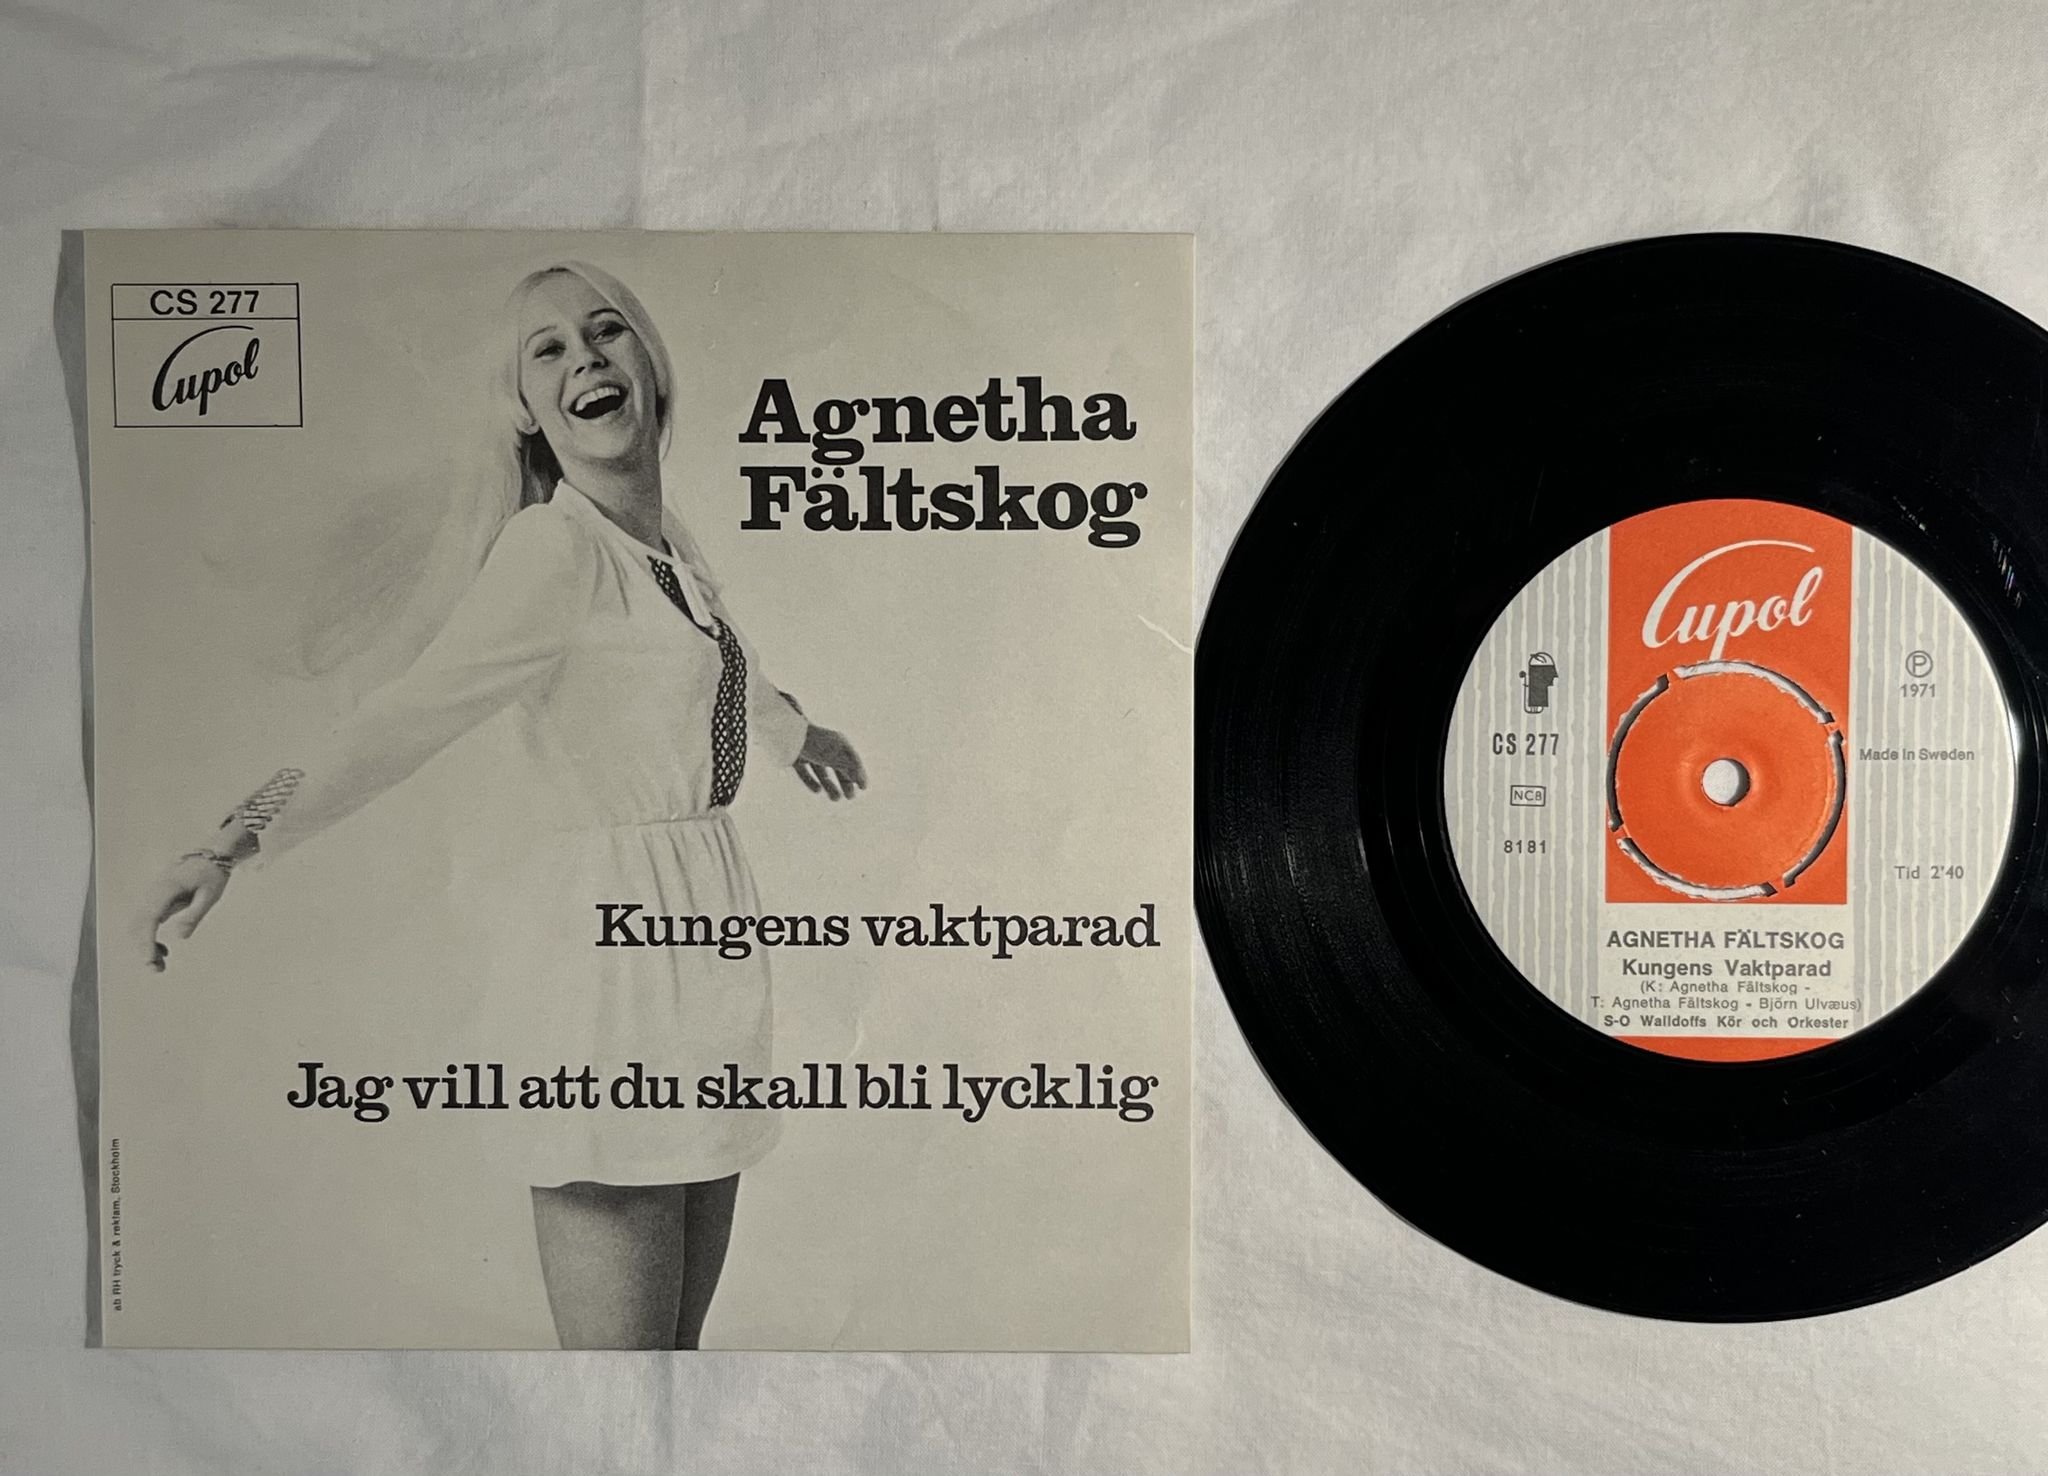 CS 277
Cupol
Agnetha
Fältskog
Kungens vaktparad
Jag vill att du skall bli lycklig
ab RH tryck & reklam, Stockholm
Cupol
P
1971
CS 277
Made in Sweden
NCB
8181
Tid 2'40
AGNETHA FÄLTSKOG
Kungens Vaktparad
(K: Agnetha Fältskog -
T: Agnetha Fältskog - Björn Ulvæus)
S-O Walldoffs Kör och Orkester